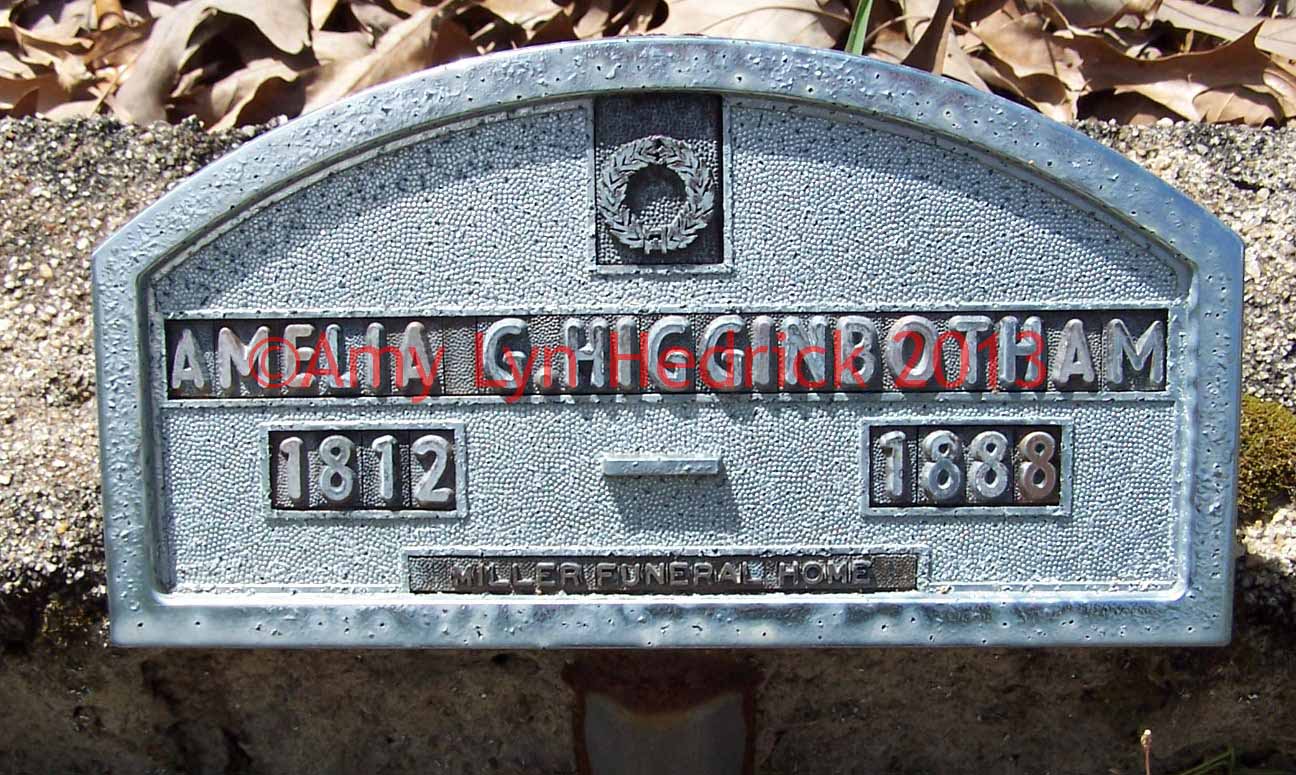 AMELIA G. HIGGINBOTHAM
©Amy Lyn Hedrick 2013
1812 — 1888
MILLER FUNERAL HOME